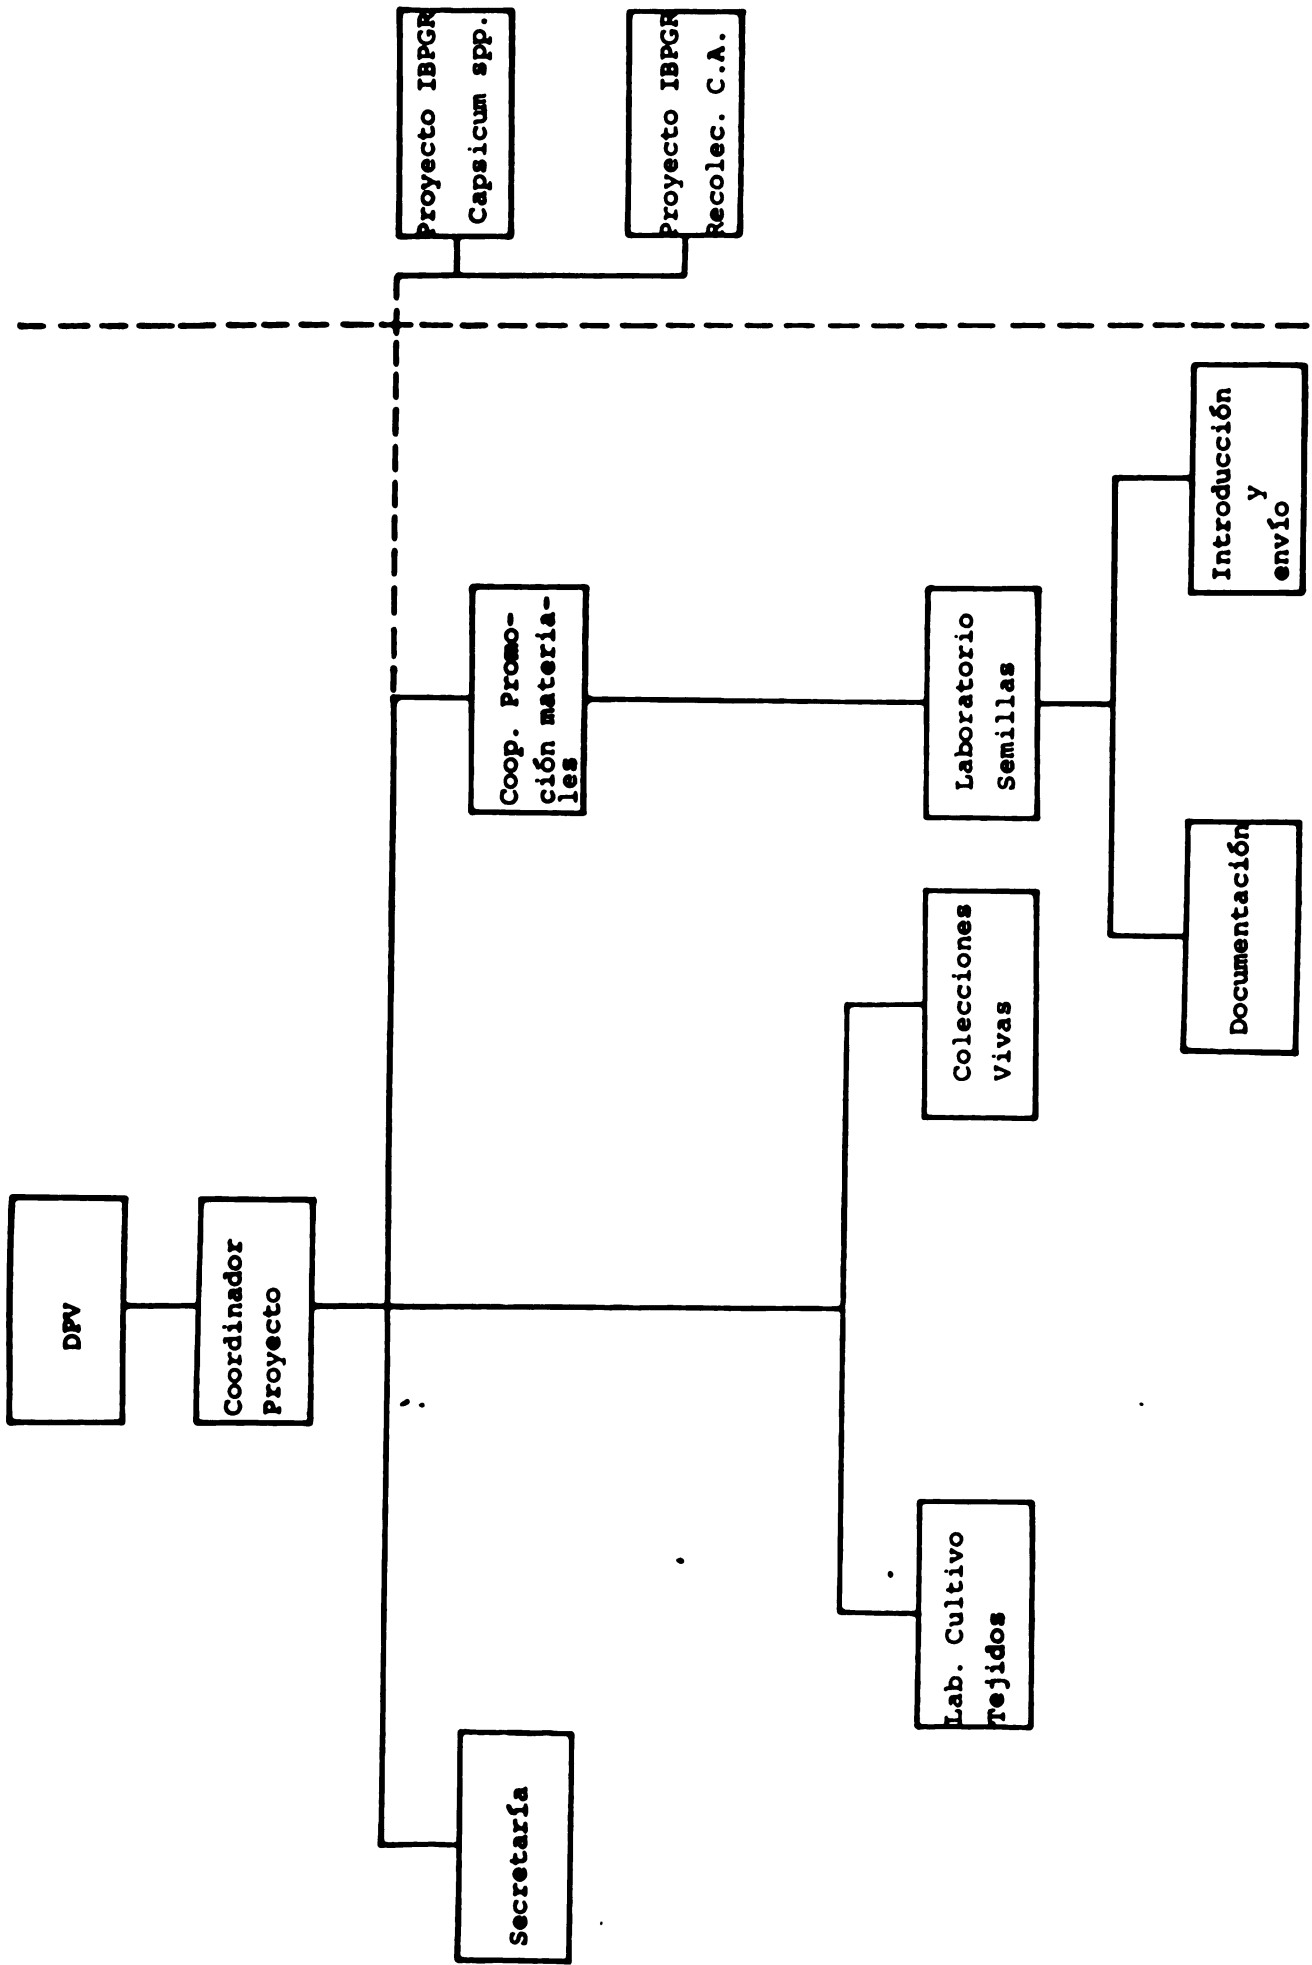 DPV
Coordinador
Proyecto
Secretaría
Coop. Promo-
ción materia-
les
Proyecto IBPGR
Capsicum spp.
Proyecto IBPGR
Recolec. C.A.
Lab. Cultivo
Tejidos
Colecciones
Vivas
Laboratorio
Semillas
Documentación
Introducción
y
envío